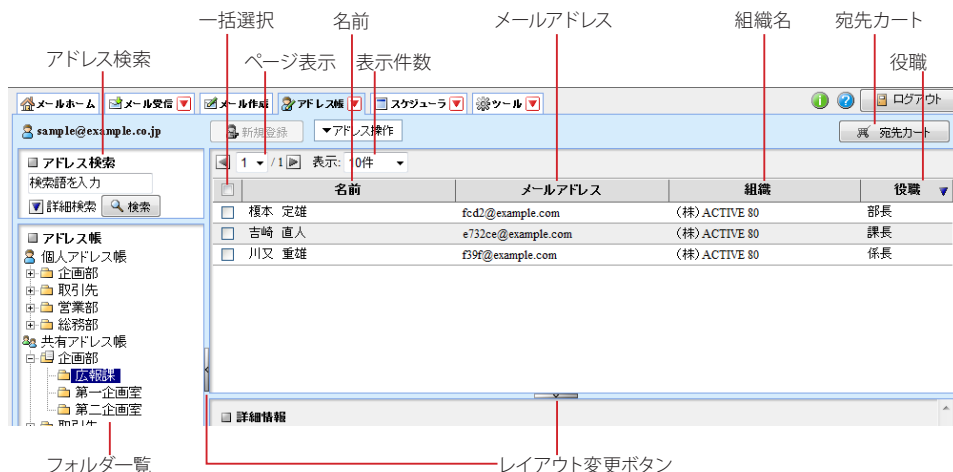 一括選択 名前 メールアドレス 組織名 宛先カート
アドレス検索 ページ表示 表示件数 役職
メールホーム メール受信 メール作成 アドレス帳 スケジューラ ツール ログアウト
sample@example.co.jp 新規登録 ▼アドレス操作 宛先カート
アドレス検索 1 /1 表示: 10件
検索語を入力 名前 メールアドレス 組織 役職
詳細検索 検索 榎本 定雄 fcd2@example.com (株) ACTIVE 80 部長
吉崎 直人 e732ce@example.com (株) ACTIVE 80 課長
アドレス帳 川又 重雄 f39f@example.com (株) ACTIVE 80 係長
個人アドレス帳
企画部
取引先
営業部
総務部
共有アドレス帳
企画部
広報課
第一企画室
第二企画室 詳細情報
取引先
フォルダ一覧 レイアウト変更ボタン